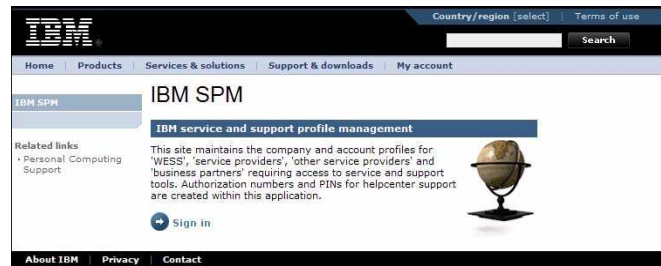 Country/region [select] | Terms of use
IBM®
Search
Home | Products | Services & solutions | Support & downloads | My account
IBM SPM
IBM SPM
Related links
· Personal Computing
Support
IBM service and support profile management
This site maintains the company and account profiles for
'WESS', 'service providers', 'other service providers' and
'business partners' requiring access to service and support
tools. Authorization numbers and PINs for helpcenter support
are created within this application.
Sign in
About IBM | Privacy | Contact